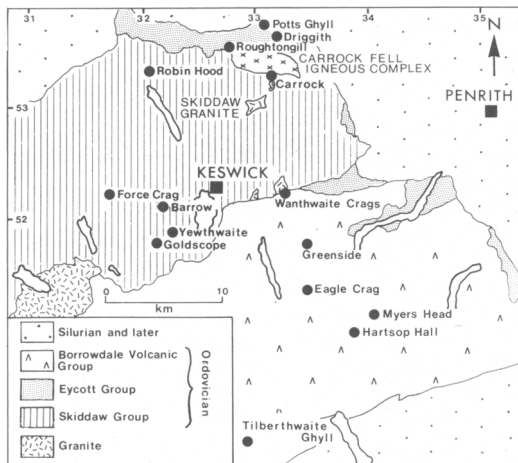 31 32 33 34 35
Potts Ghyll
Driggith
Roughtongill
CARROCK FELL
IGNEOUS COMPLEX
N
Robin Hood
Carrock
PENRITH
53
SKIDDAW
GRANITE
KESWICK
Force Crag
Barrow
Wanthwaite Crags
52
Yewthwaite
Goldscope
Greenside
Eagle Crag
0 10
km
Myers Head
Hartsop Hall
Silurian and later
Borrowdale Volcanic
Group
Eycott Group
Skiddaw Group
Granite
Ordovician
Tilberthwaite
Ghyll